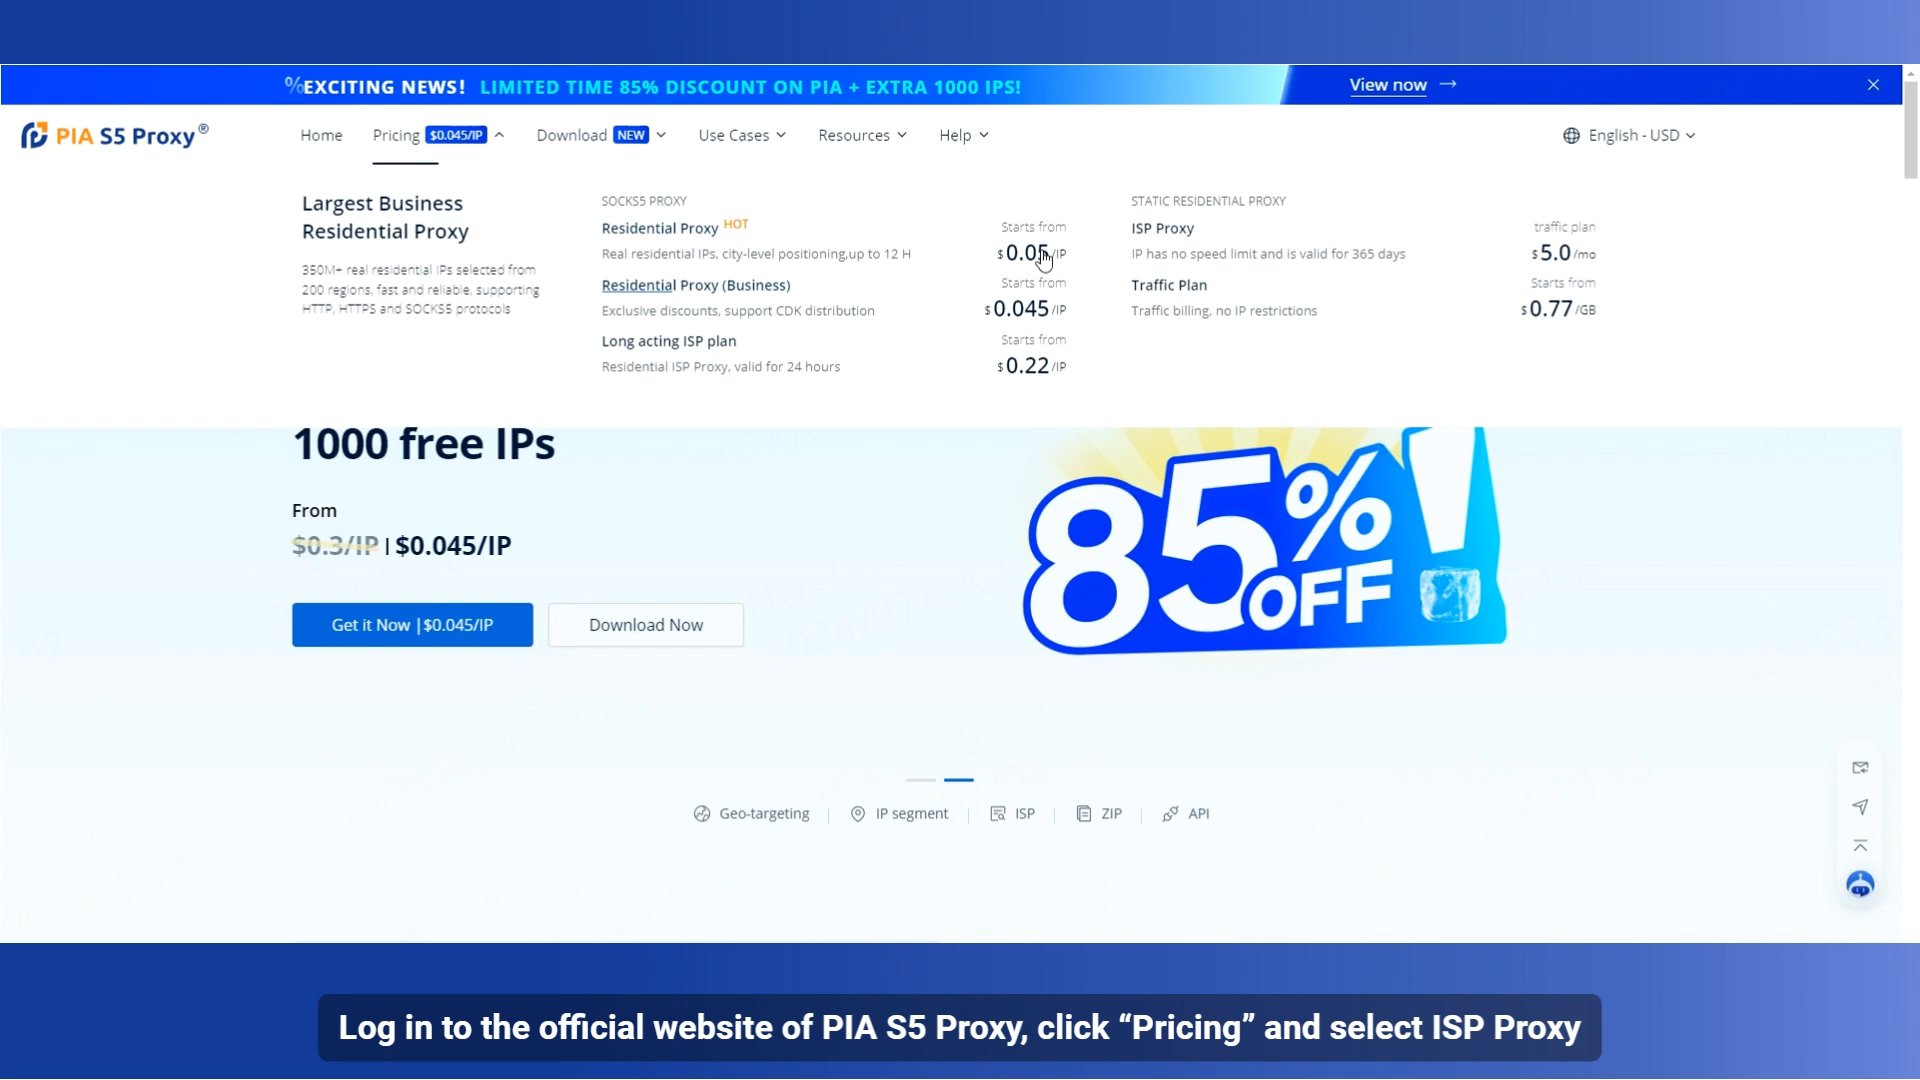 %EXCITING NEWS! LIMITED TIME 85% DISCOUNT ON PIA + EXTRA 1000 IPS!
View now →
PIA S5 Proxy®
Home
Pricing $0.045/IP
Download NEW
Use Cases
Resources
Help
English - USD
Largest Business
Residential Proxy
350M+ real residential IPs selected from
200 regions, fast and reliable, supporting
HTTP, HTTPS and SOCKS5 protocols
SOCKS5 PROXY
Residential Proxy HOT
Starts from
Real residential IPs, city-level positioning,up to 12 H
$0.05/IP
Residential Proxy (Business)
Starts from
Exclusive discounts, support CDK distribution
$0.045/IP
Long acting ISP plan
Starts from
Residential ISP Proxy, valid for 24 hours
$0.22/IP
STATIC RESIDENTIAL PROXY
ISP Proxy
traffic plan
IP has no speed limit and is valid for 365 days
$5.0/mo
Traffic Plan
Starts from
Traffic billing, no IP restrictions
$0.77/GB
1000 free IPs
From
$0.3/IP | $0.045/IP
Get it Now |$0.045/IP
Download Now
85%
OFF!
Geo-targeting
IP segment
ISP
ZIP
API
Log in to the official website of PIA S5 Proxy, click “Pricing” and select ISP Proxy